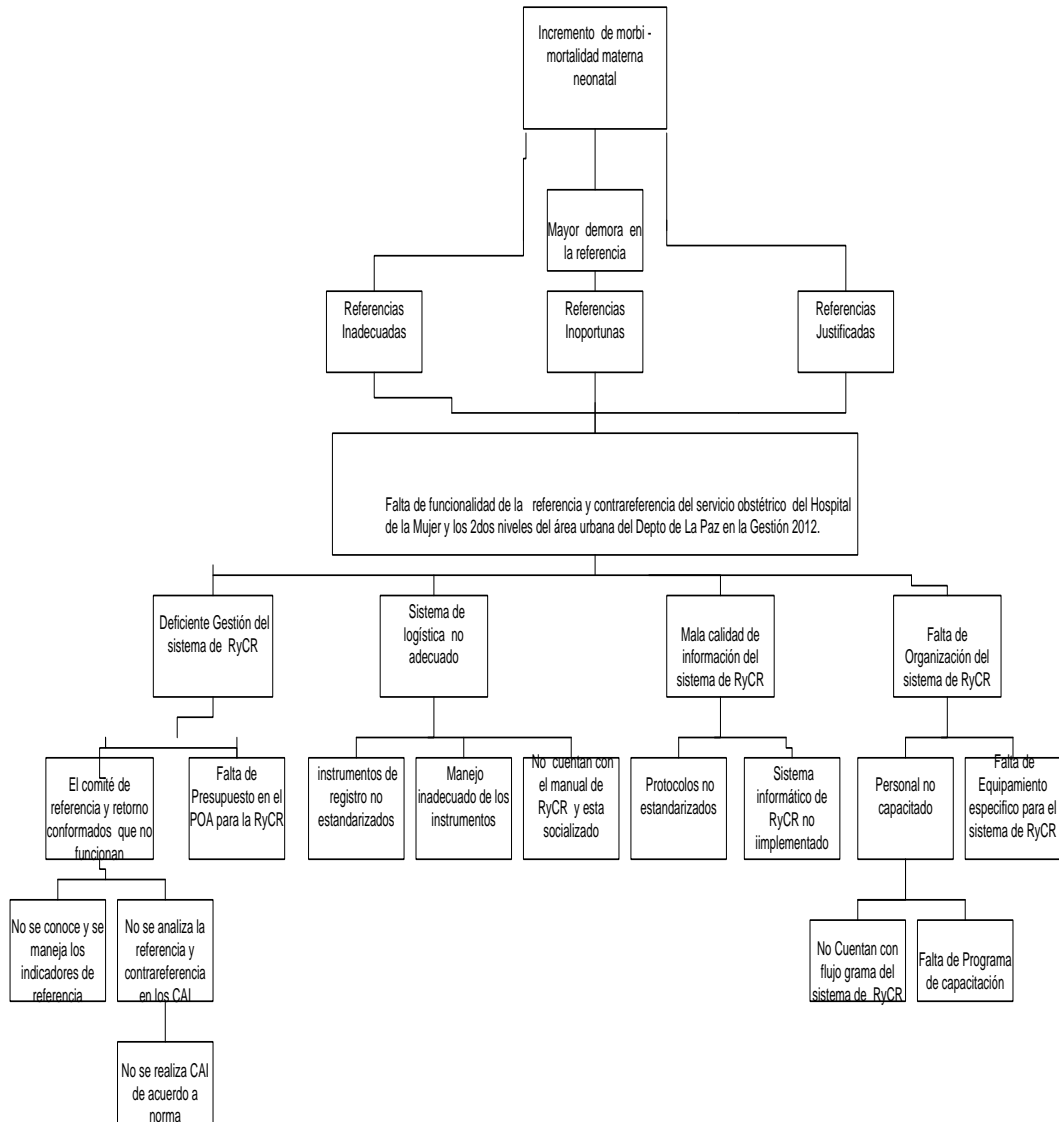 Incremento de morbi -
mortalidad materna
neonatal
Mayor demora en
la referencia
Referencias
Inadecuadas
Referencias
Inoportunas
Referencias
Justificadas
Falta de funcionalidad de la referencia y contrareferencia del servicio obstétrico del Hospital
de la Mujer y los 2dos niveles del área urbana del Depto de La Paz en la Gestión 2012.
Deficiente Gestión del
sistema de RyCR
Sistema de
logística no
adecuado
Mala calidad de
información del
sistema de RyCR
Falta de
Organización del
sistema de RyCR
El comité de
referencia y retorno
conformados que no
funcionan
Falta de
Presupuesto en el
POA para la RyCR
instrumentos de
registro no
estandarizados
Manejo
inadecuado de los
instrumentos
No cuentan con
el manual de
RyCR y esta
socializado
Protocolos no
estandarizados
Sistema
informático de
RyCR no
iimplementado
Personal no
capacitado
Falta de
Equipamiento
especifico para el
sistema de RyCR
No se conoce y se
maneja los
indicadores de
referencia
No se analiza la
referencia y
contrareferencia
en los CAI
No Cuentan con
flujo grama del
sistema de RyCR
Falta de Programa
de capacitación
No se realiza CAI
de acuerdo a
norma